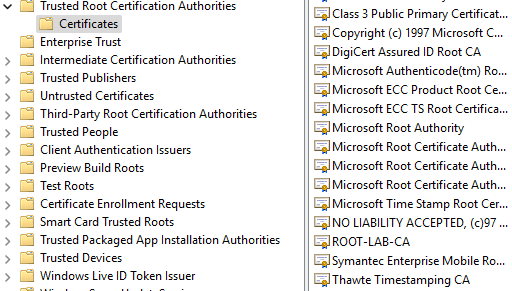 Trusted Root Certification Authorities
Certificates
Enterprise Trust
Intermediate Certification Authorities
Trusted Publishers
Untrusted Certificates
Third-Party Root Certification Authorities
Trusted People
Client Authentication Issuers
Preview Build Roots
Test Roots
Certificate Enrollment Requests
Smart Card Trusted Roots
Trusted Packaged App Installation Authorities
Trusted Devices
Windows Live ID Token Issuer
Class 3 Public Primary Certificat...
Copyright (c) 1997 Microsoft C...
DigiCert Assured ID Root CA
Microsoft Authenticode(tm) Ro...
Microsoft ECC Product Root Ce...
Microsoft ECC TS Root Certifica...
Microsoft Root Authority
Microsoft Root Certificate Auth...
Microsoft Root Certificate Auth...
Microsoft Root Certificate Auth...
Microsoft Time Stamp Root Cer...
NO LIABILITY ACCEPTED, (c)97 ...
ROOT-LAB-CA
Symantec Enterprise Mobile Ro...
Thawte Timestamping CA